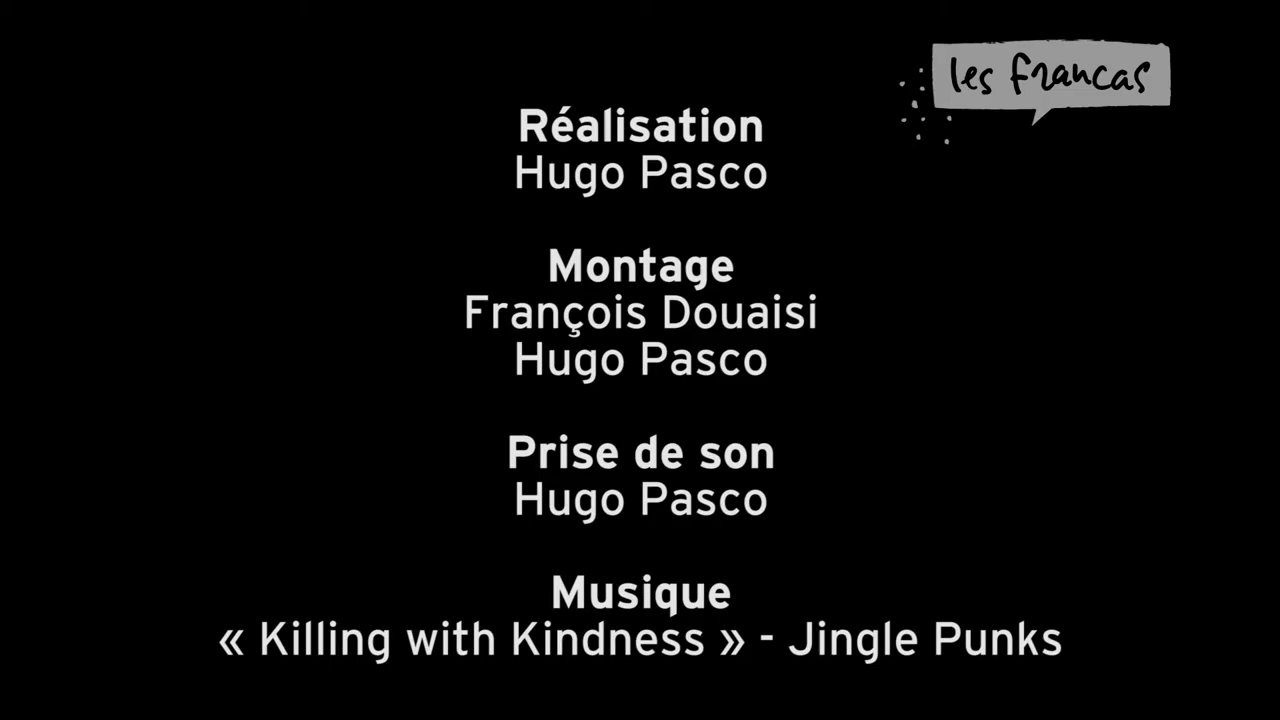 les francas
Réalisation
Hugo Pasco
Montage
François Douaisi
Hugo Pasco
Prise de son
Hugo Pasco
Musique
« Killing with Kindness » - Jingle Punks